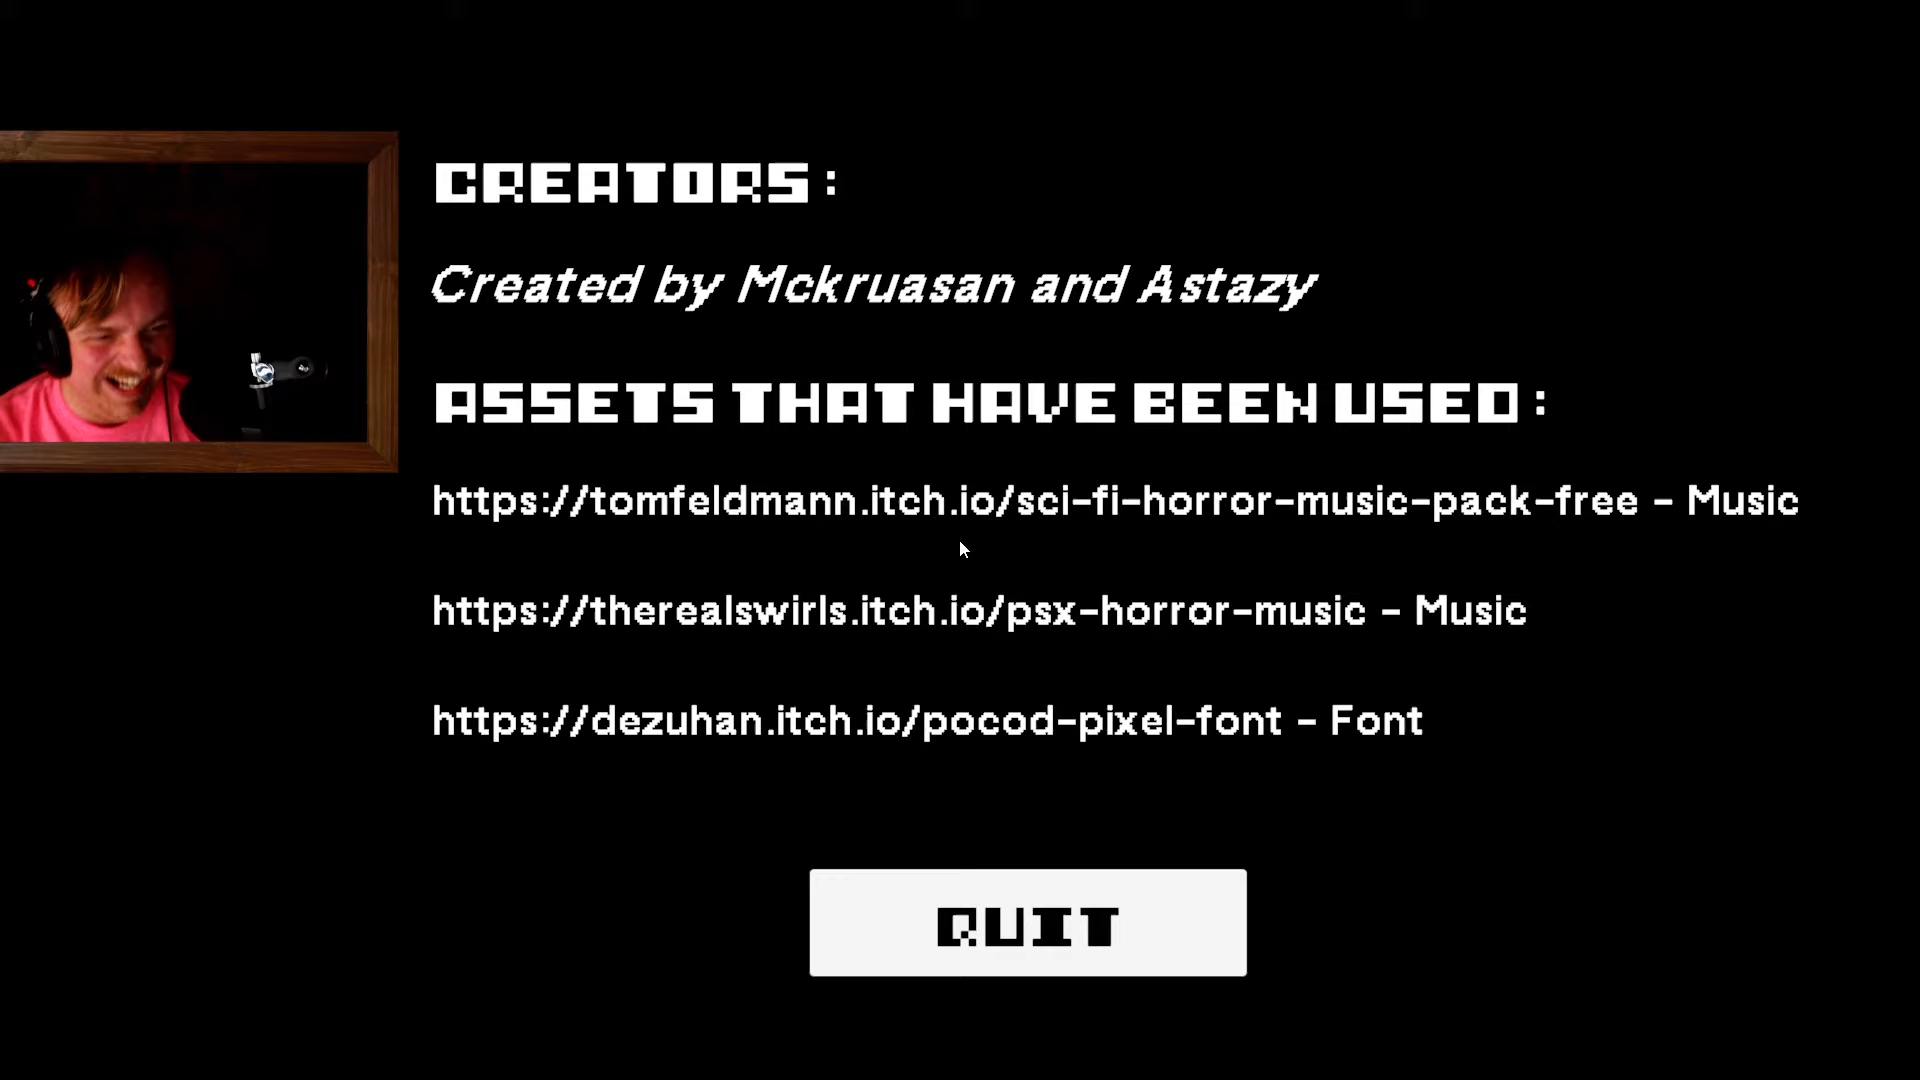 CREATORS:
Created by Mckruasan and Astazy
ASSETS THAT HAVE BEEN USED:
https://tomfeldmann.itch.io/sci-fi-horror-music-pack-free - Music
https://therealswirls.itch.io/psx-horror-music - Music
https://dezuhan.itch.io/pocod-pixel-font - Font
QUIT